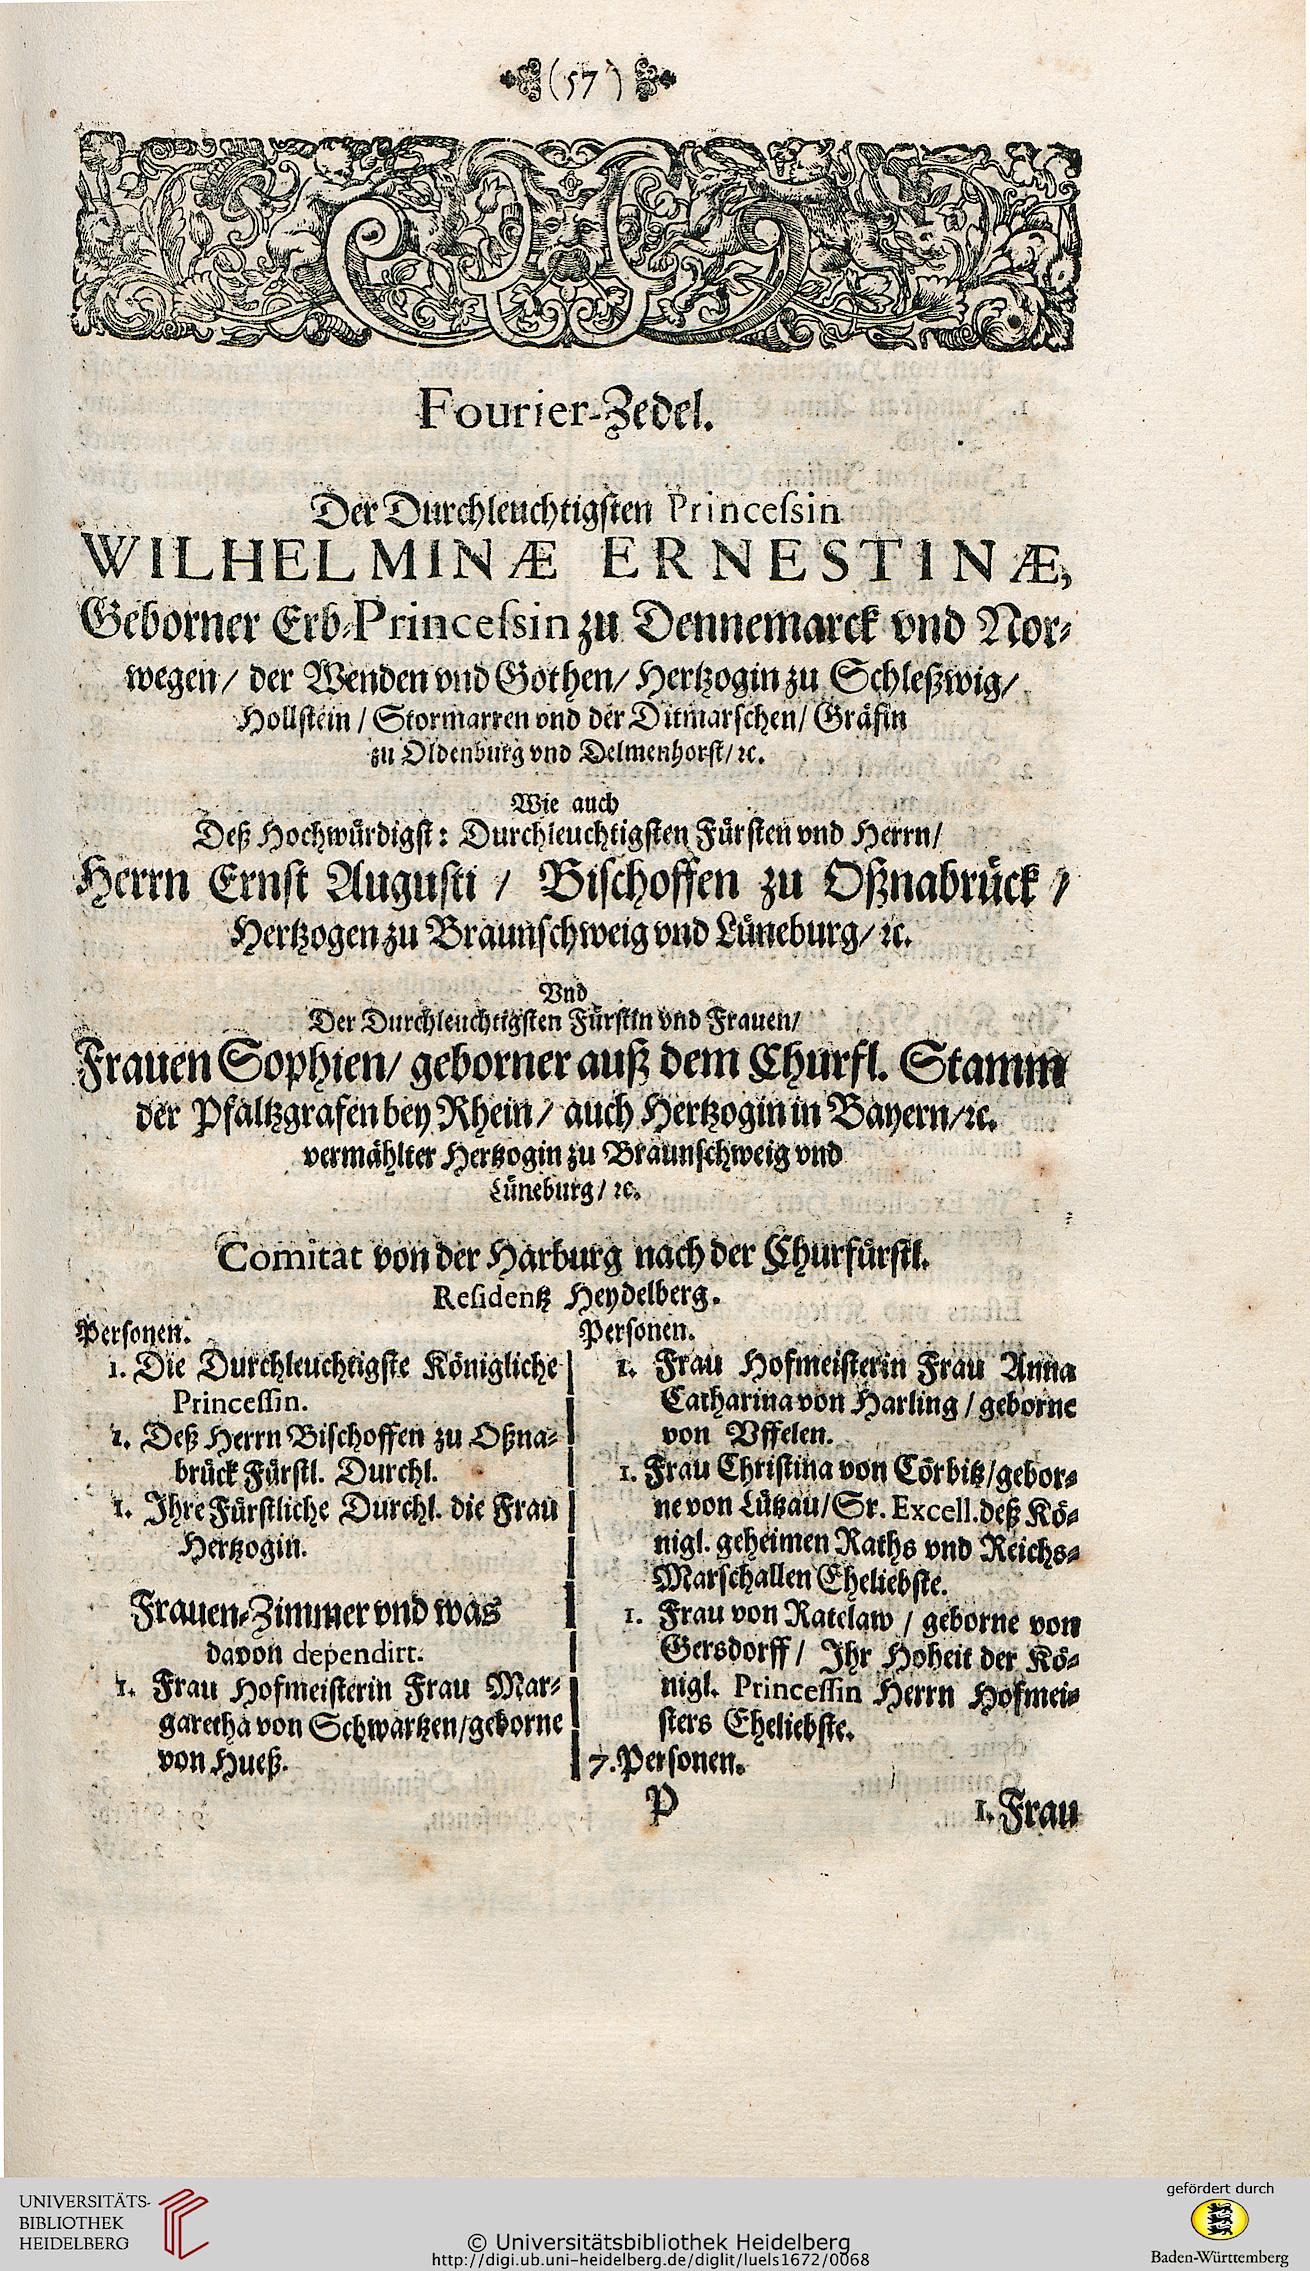 (57)
Fourier-Zedel.
Der Durchleuchtigsten Princeſsin
WILHELMINÆ ERNESTINÆ,
Geborner Erb-Princeſsin zu Dennemarck vnd Nor-
wegen / der Wenden vnd Gothen / Hertzogin zu Schleßwig /
Hollstein / Stormarren vnd der Ditmarschen / Gräfin
zu Oldenburg vnd Delmenhorst / ꝛc.
Wie auch
Deß Hochwürdigst: Durchleuchtigsten Fürsten vnd Herrn /
Herrn Ernst Augusti / Bischoffen zu Oßnabrück /
Hertzogen zu Braunschweig vnd Lüneburg / ꝛc.
Vnd
Der Durchleuchtigsten Fürstin vnd Frauen /
Frauen Sophien / geborner auß dem Churfl. Stamm
der Pfaltzgrafen bey Rhein / auch Hertzogin in Bayern / ꝛc.
vermählter Hertzogin zu Braunschweig vnd
Lüneburg / ꝛc.
Comitat von der Harburg nach der Churfürstl.
Reſidentz Heydelberg.
Personen.
1. Die Durchleuchtigste Königliche
Princeſſin.
1. Deß Herrn Bischoffen zu Oßna-
brück Fürstl. Durchl.
1. Ihre Fürstliche Durchl. die Frau
Hertzogin.
Frauen-Zimmer vnd was
davon dependirt.
1. Frau Hofmeisterin Frau Mar-
garetha von Schwartzen / geborne
von Hueß.
Personen.
1. Frau Hofmeisterin Frau Anna
Catharina von Harling / geborne
von Vffelen.
1. Frau Christina von Cörbitz / gebor-
ne von Lützau / Sr. Excell. deß Kö-
nigl. geheimen Raths vnd Reichs-
Marschallen Eheliebste.
1. Frau von Ratelaw / geborne von
Gersdorff / Ihr Hoheit der Kö-
nigl. Princeſſin Herrn Hofmei-
sters Eheliebste.
7. Personen.
P
1. Frau
UNIVERSITÄTS-
BIBLIOTHEK
HEIDELBERG
© Universitätsbibliothek Heidelberg
http://digi.ub.uni-heidelberg.de/diglit/luels1672/0068
gefördert durch
Baden-Württemberg